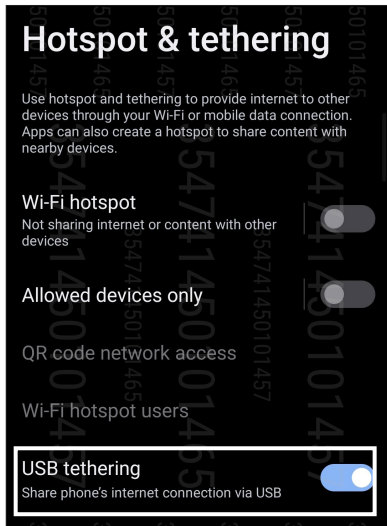 Hotspot & tethering
Use hotspot and tethering to provide internet to other
devices through your Wi-Fi or mobile data connection.
Apps can also create a hotspot to share content with
nearby devices.
Wi-Fi hotspot
Not sharing internet or content with other
devices
Allowed devices only
QR code network access
Wi-Fi hotspot users
USB tethering
Share phone's internet connection via USB